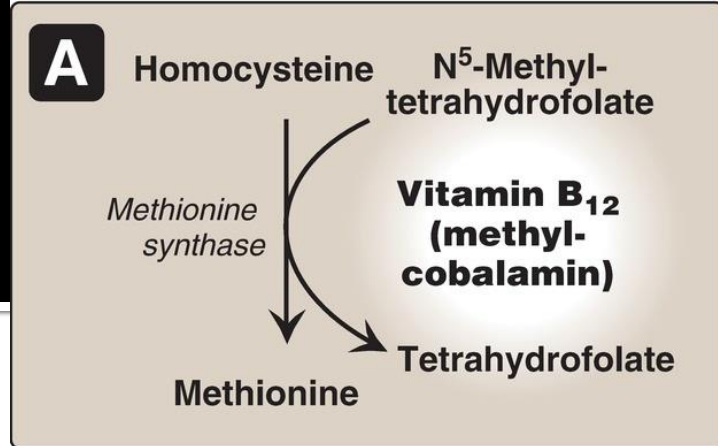 A
Homocysteine
N⁵-Methyl-
tetrahydrofolate
Methionine
synthase
Vitamin B₁₂
(methyl-
cobalamin)
Tetrahydrofolate
Methionine